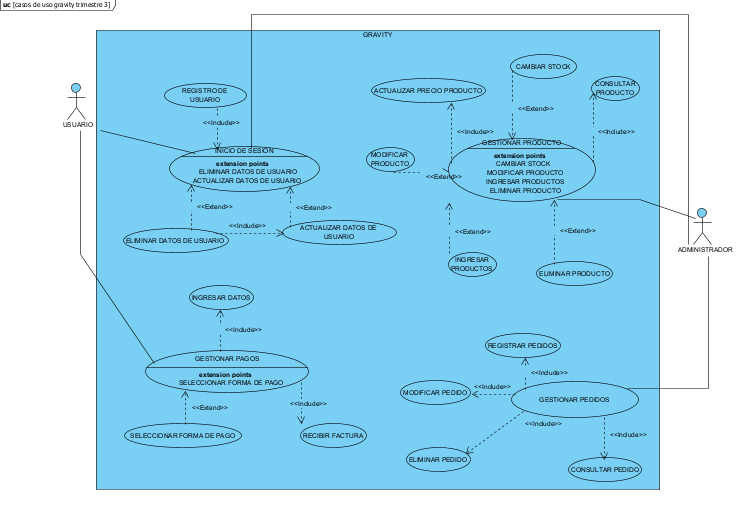 uc [casos de uso gravity trimestre 3]
GRAVITY
USUARIO
ADMINISTRADOR
REGISTRO DE
USUARIO
<<Include>>
INICIO DE SESION
extension points
ELIMINAR DATOS DE USUARIO
ACTUALIZAR DATOS DE USUARIO
<<Extend>>
<<Extend>>
<<Include>>
ELIMINAR DATOS DE USUARIO
ACTUALIZAR DATOS DE
USUARIO
CAMBIAR STOCK
ACTUALIZAR PRECIO PRODUCTO
CONSULTAR
PRODUCTO
<<Extend>>
<<Include>>
<<Include>>
GESTIONAR PRODUCTO
extension points
CAMBIAR STOCK
MODIFICAR PRODUCTO
INGRESAR PRODUCTOS
ELIMINAR PRODUCTO
MODIFICAR
PRODUCTO
<<Extend>>
<<Extend>>
<<Extend>>
INGRESAR
PRODUCTOS
ELIMINAR PRODUCTO
INGRESAR DATOS
<<Include>>
GESTIONAR PAGOS
extension points
SELECCIONAR FORMA DE PAGO
<<Extend>>
<<Include>>
SELECCIONAR FORMA DE PAGO
RECIBIR FACTURA
REGISTRAR PEDIDOS
<<Include>>
MODIFICAR PEDIDO
<<Include>>
GESTIONAR PEDIDOS
<<Include>>
<<Include>>
ELIMINAR PEDIDO
CONSULTAR PEDIDO